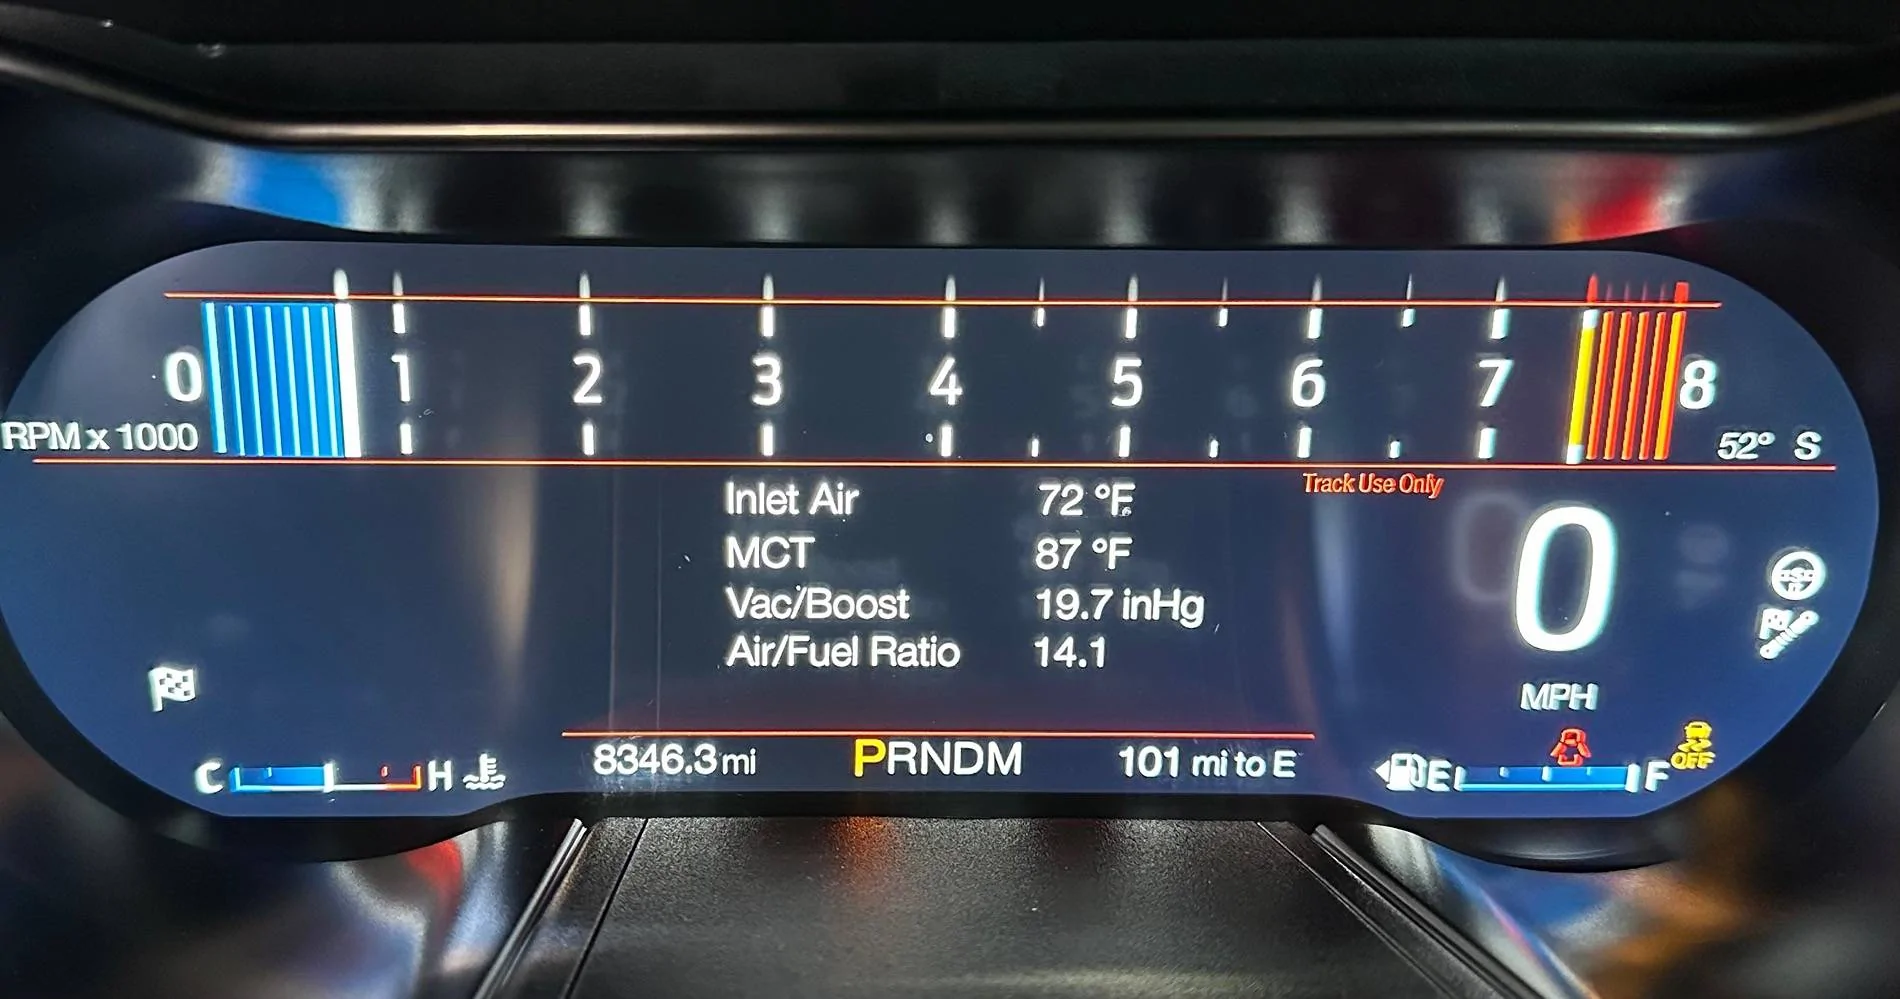 0 1 2 3 4 5 6 7 8
RPM x 1000
52° S
Track Use Only
Inlet Air 72 °F
MCT 87 °F
Vac/Boost 19.7 inHg
Air/Fuel Ratio 14.1
0
MPH
8346.3 mi PRNDM 101 mi to E
C H E F
OFF